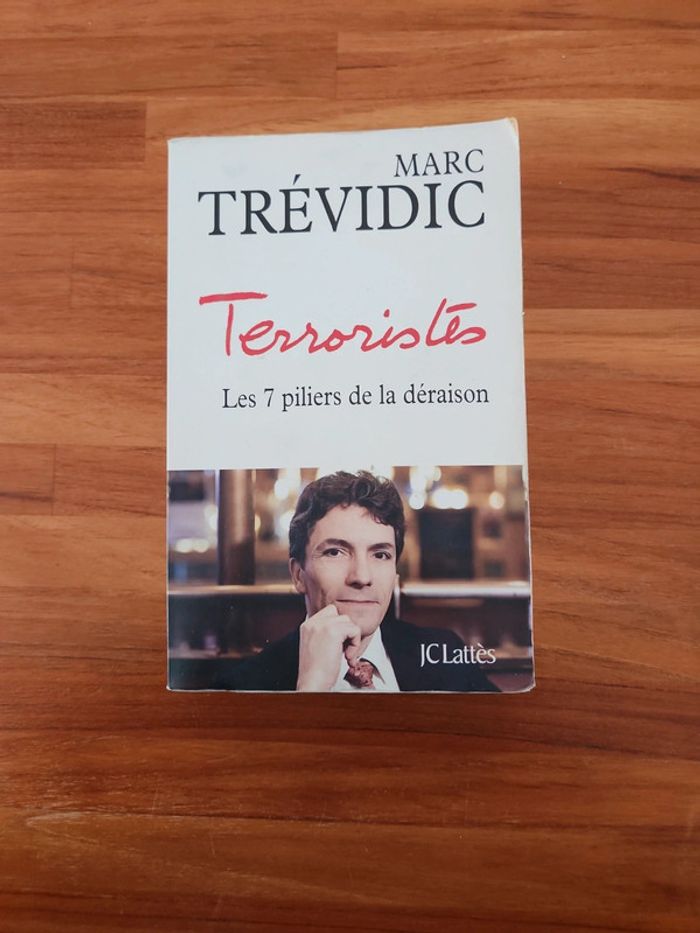 MARC
TRÉVIDIC
Terroristes
Les 7 piliers de la déraison
JC Lattès